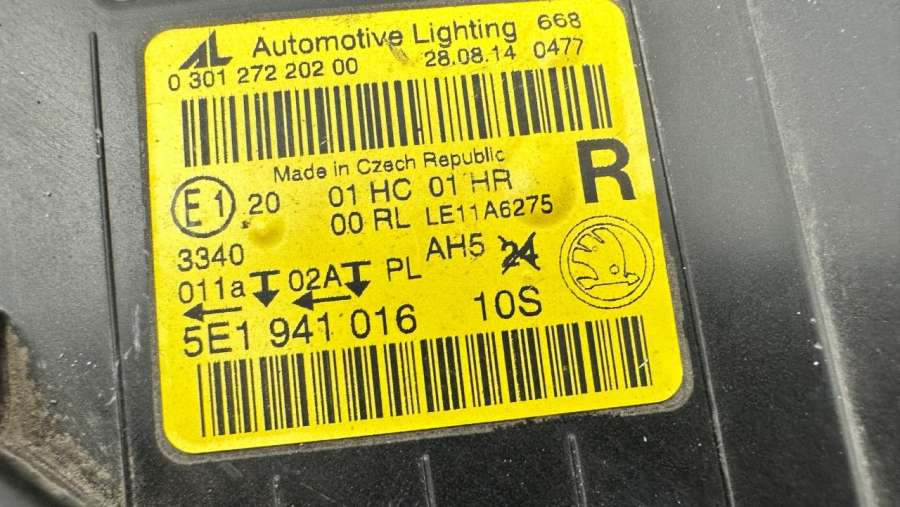 AL Automotive Lighting 668
0 301 272 202 00 28.08.14 0477
Made in Czech Republic
R
E1 20 01 HC 01 HR
00 RL LE11A6275
3340 AH5 24
011a 02A PL
5E1 941 016 10S